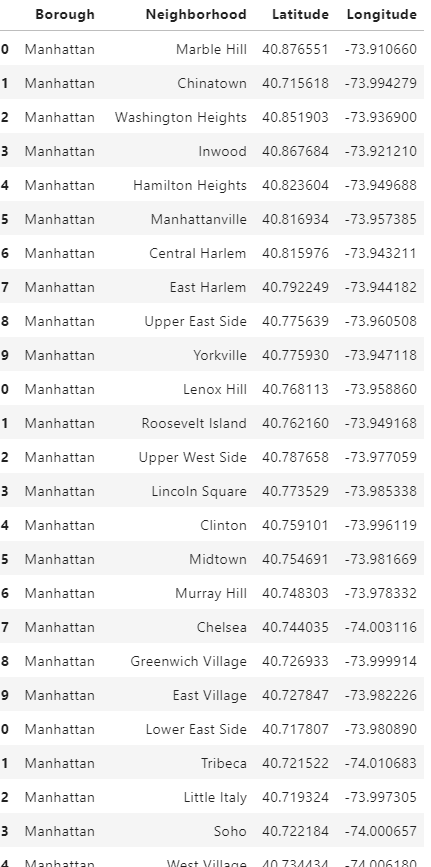 Borough Neighborhood Latitude Longitude
0 Manhattan Marble Hill 40.876551 -73.910660
1 Manhattan Chinatown 40.715618 -73.994279
2 Manhattan Washington Heights 40.851903 -73.936900
3 Manhattan Inwood 40.867684 -73.921210
4 Manhattan Hamilton Heights 40.823604 -73.949688
5 Manhattan Manhattanville 40.816934 -73.957385
6 Manhattan Central Harlem 40.815976 -73.943211
7 Manhattan East Harlem 40.792249 -73.944182
8 Manhattan Upper East Side 40.775639 -73.960508
9 Manhattan Yorkville 40.775930 -73.947118
0 Manhattan Lenox Hill 40.768113 -73.958860
1 Manhattan Roosevelt Island 40.762160 -73.949168
2 Manhattan Upper West Side 40.787658 -73.977059
3 Manhattan Lincoln Square 40.773529 -73.985338
4 Manhattan Clinton 40.759101 -73.996119
5 Manhattan Midtown 40.754691 -73.981669
6 Manhattan Murray Hill 40.748303 -73.978332
7 Manhattan Chelsea 40.744035 -74.003116
8 Manhattan Greenwich Village 40.726933 -73.999914
9 Manhattan East Village 40.727847 -73.982226
0 Manhattan Lower East Side 40.717807 -73.980890
1 Manhattan Tribeca 40.721522 -74.010683
2 Manhattan Little Italy 40.719324 -73.997305
3 Manhattan Soho 40.722184 -74.000657
4 Manhattan West Village 40.734434 -74.006180